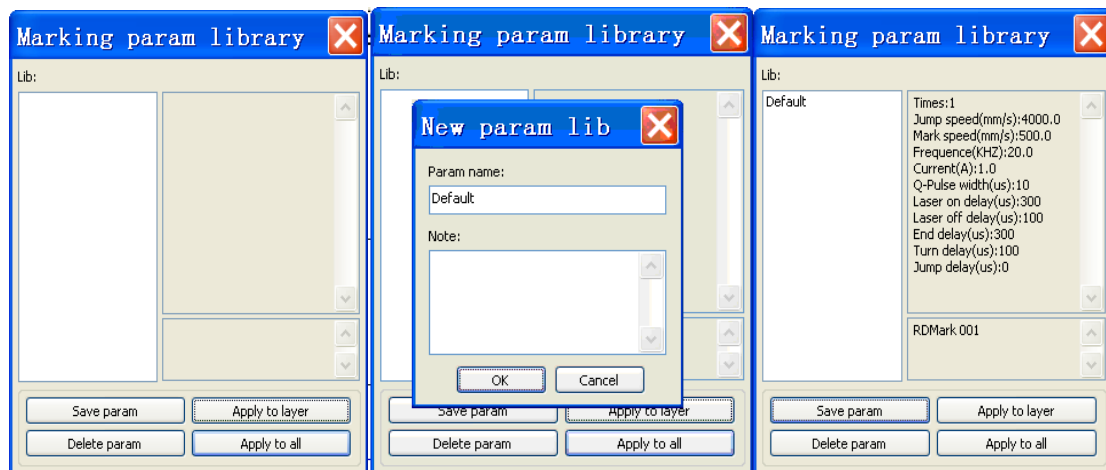 Marking param library
Lib:
Save param
Apply to layer
Delete param
Apply to all
Marking param library
Lib:
New param lib
Param name:
Default
Note:
OK
Cancel
Save param
Apply to layer
Delete param
Apply to all
Marking param library
Lib:
Default
Times:1
Jump speed(mm/s):4000.0
Mark speed(mm/s):500.0
Frequence(KHZ):20.0
Current(A):1.0
Q-Pulse width(us):10
Laser on delay(us):300
Laser off delay(us):100
End delay(us):300
Turn delay(us):100
Jump delay(us):0
RDMark 001
Save param
Apply to layer
Delete param
Apply to all